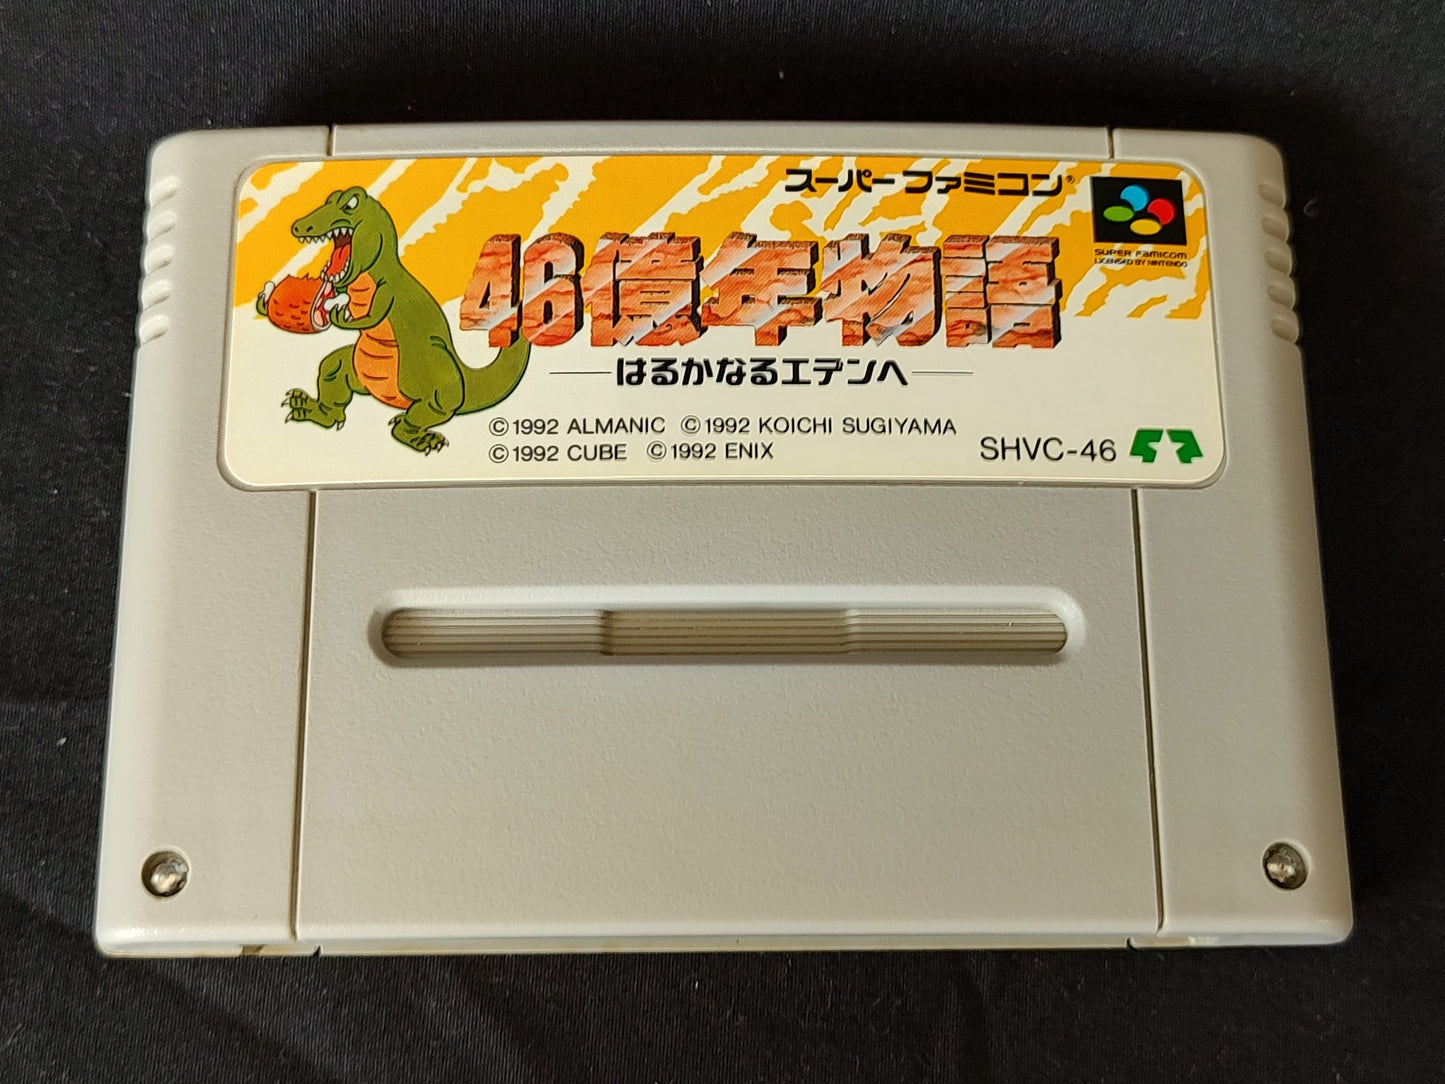 スーパーファミコン®
SUPER FAMICOM
LICENSED BY NINTENDO
46億年物語
はるかなるエデンへ
©1992 ALMANIC ©1992 KOICHI SUGIYAMA
©1992 CUBE ©1992 ENIX
SHVC-46